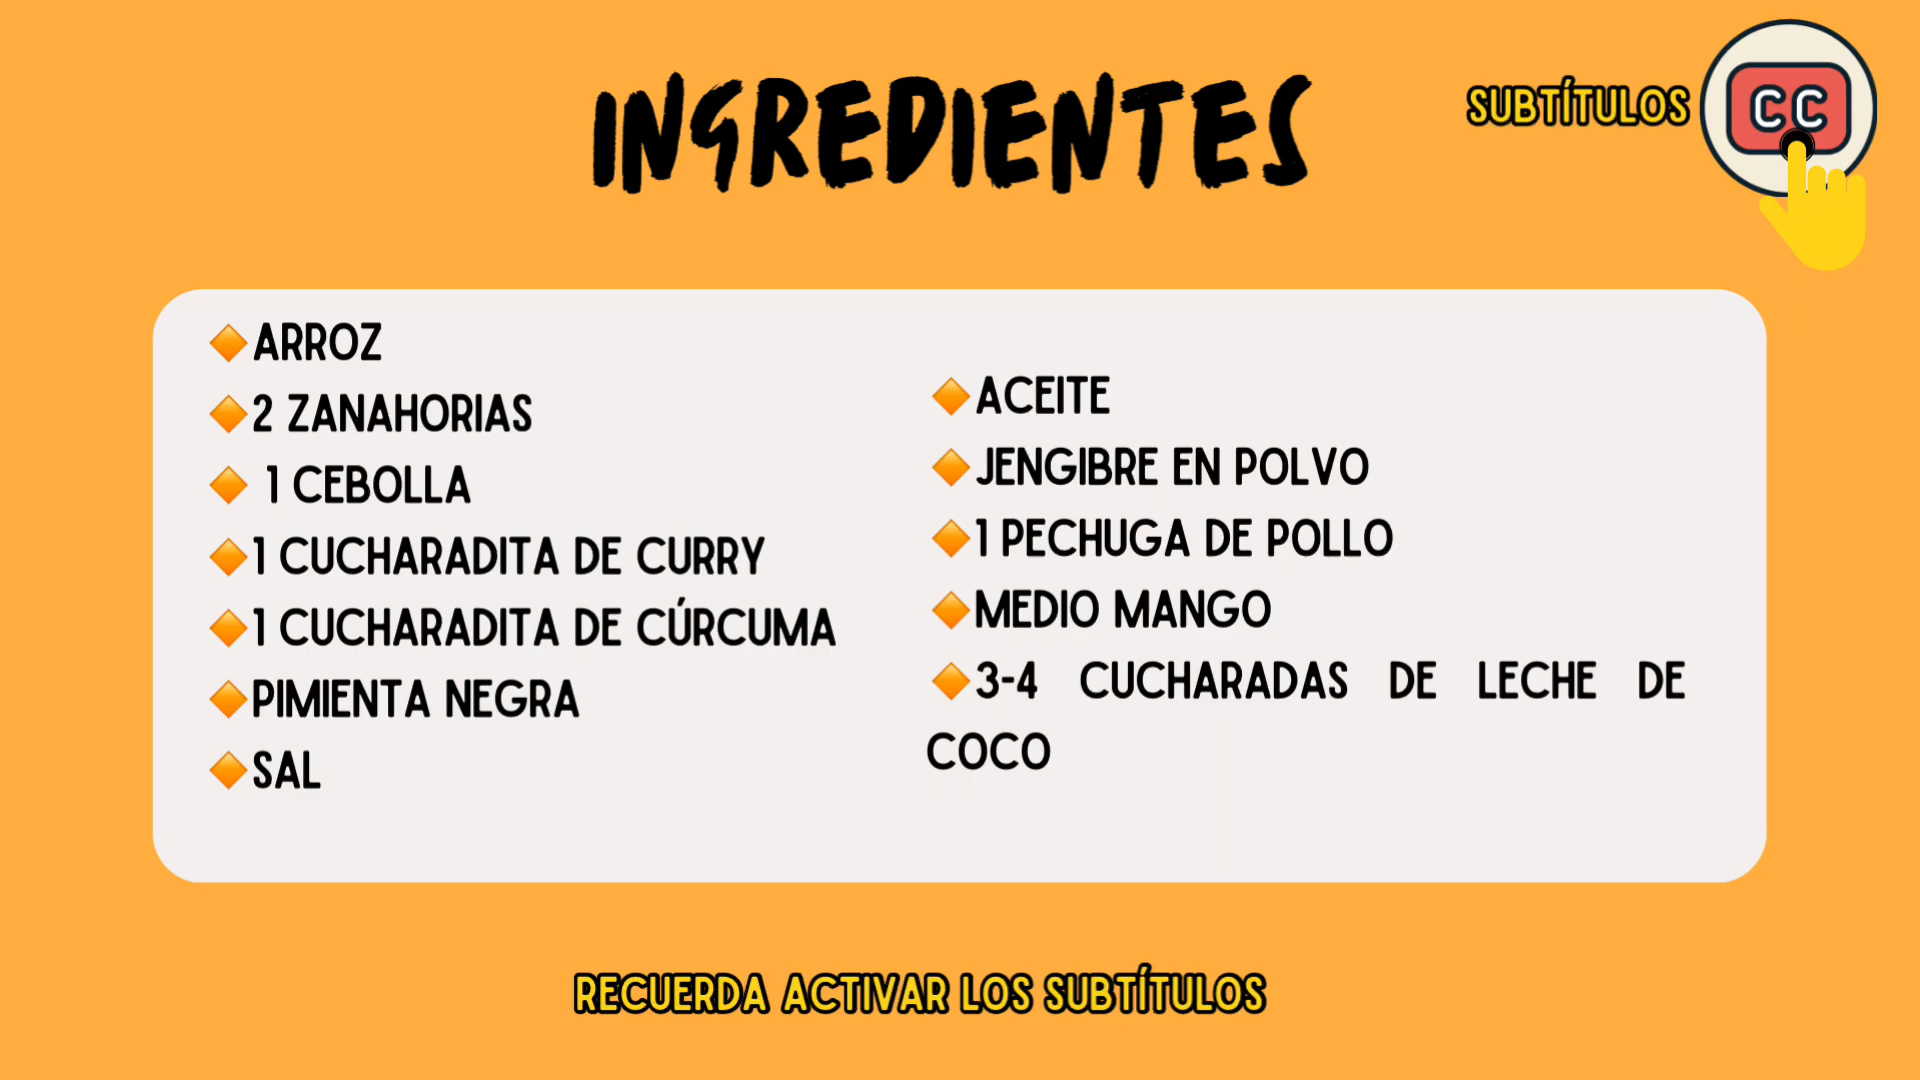 INGREDIENTES
SUBTÍTULOS
CC
🔶ARROZ
🔶2 ZANAHORIAS
🔶 1 CEBOLLA
🔶1 CUCHARADITA DE CURRY
🔶1 CUCHARADITA DE CÚRCUMA
🔶PIMIENTA NEGRA
🔶SAL
🔶ACEITE
🔶JENGIBRE EN POLVO
🔶1 PECHUGA DE POLLO
🔶MEDIO MANGO
🔶3-4 CUCHARADAS DE LECHE DE
COCO
RECUERDA ACTIVAR LOS SUBTÍTULOS